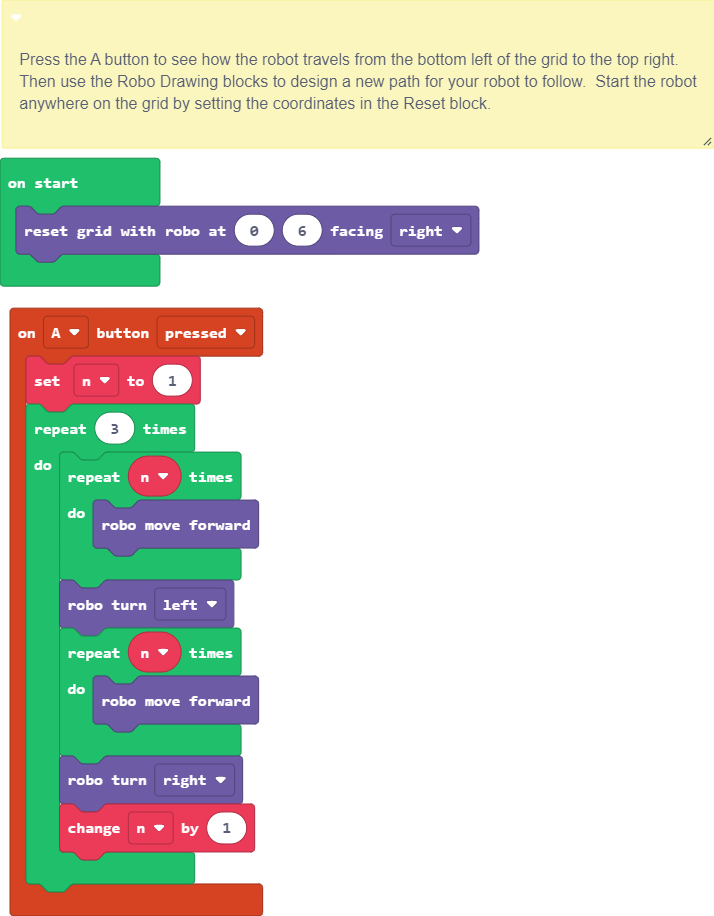 Press the A button to see how the robot travels from the bottom left of the grid to the top right.
Then use the Robo Drawing blocks to design a new path for your robot to follow.  Start the robot
anywhere on the grid by setting the coordinates in the Reset block.
on start
reset grid with robo at 0 6 facing right
on A button pressed
set n to 1
repeat 3 times
do
repeat n times
do
robo move forward
robo turn left
repeat n times
do
robo move forward
robo turn right
change n by 1